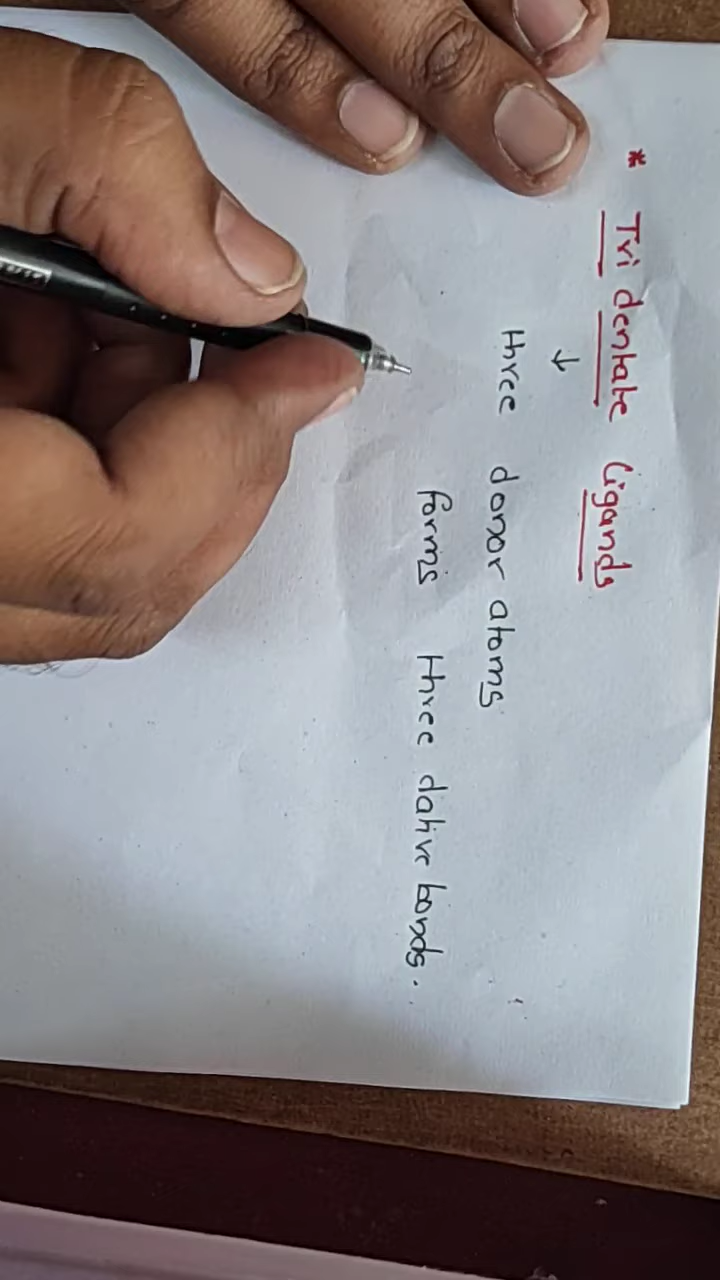 * Tri dentate ligands
↓
three donor atoms
forms three dative bonds.